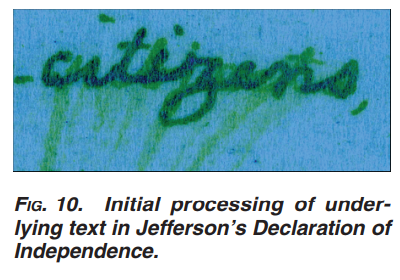 -citizens,
FIG. 10. Initial processing of under-
lying text in Jefferson's Declaration of
Independence.